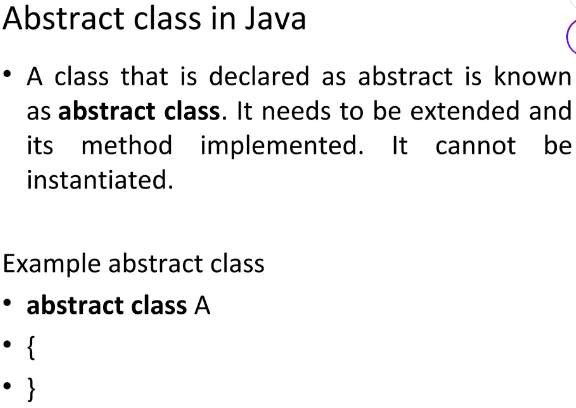 Abstract class in Java
• A class that is declared as abstract is known
as abstract class. It needs to be extended and
its method implemented. It cannot be
instantiated.
Example abstract class
• abstract class A
• {
• }